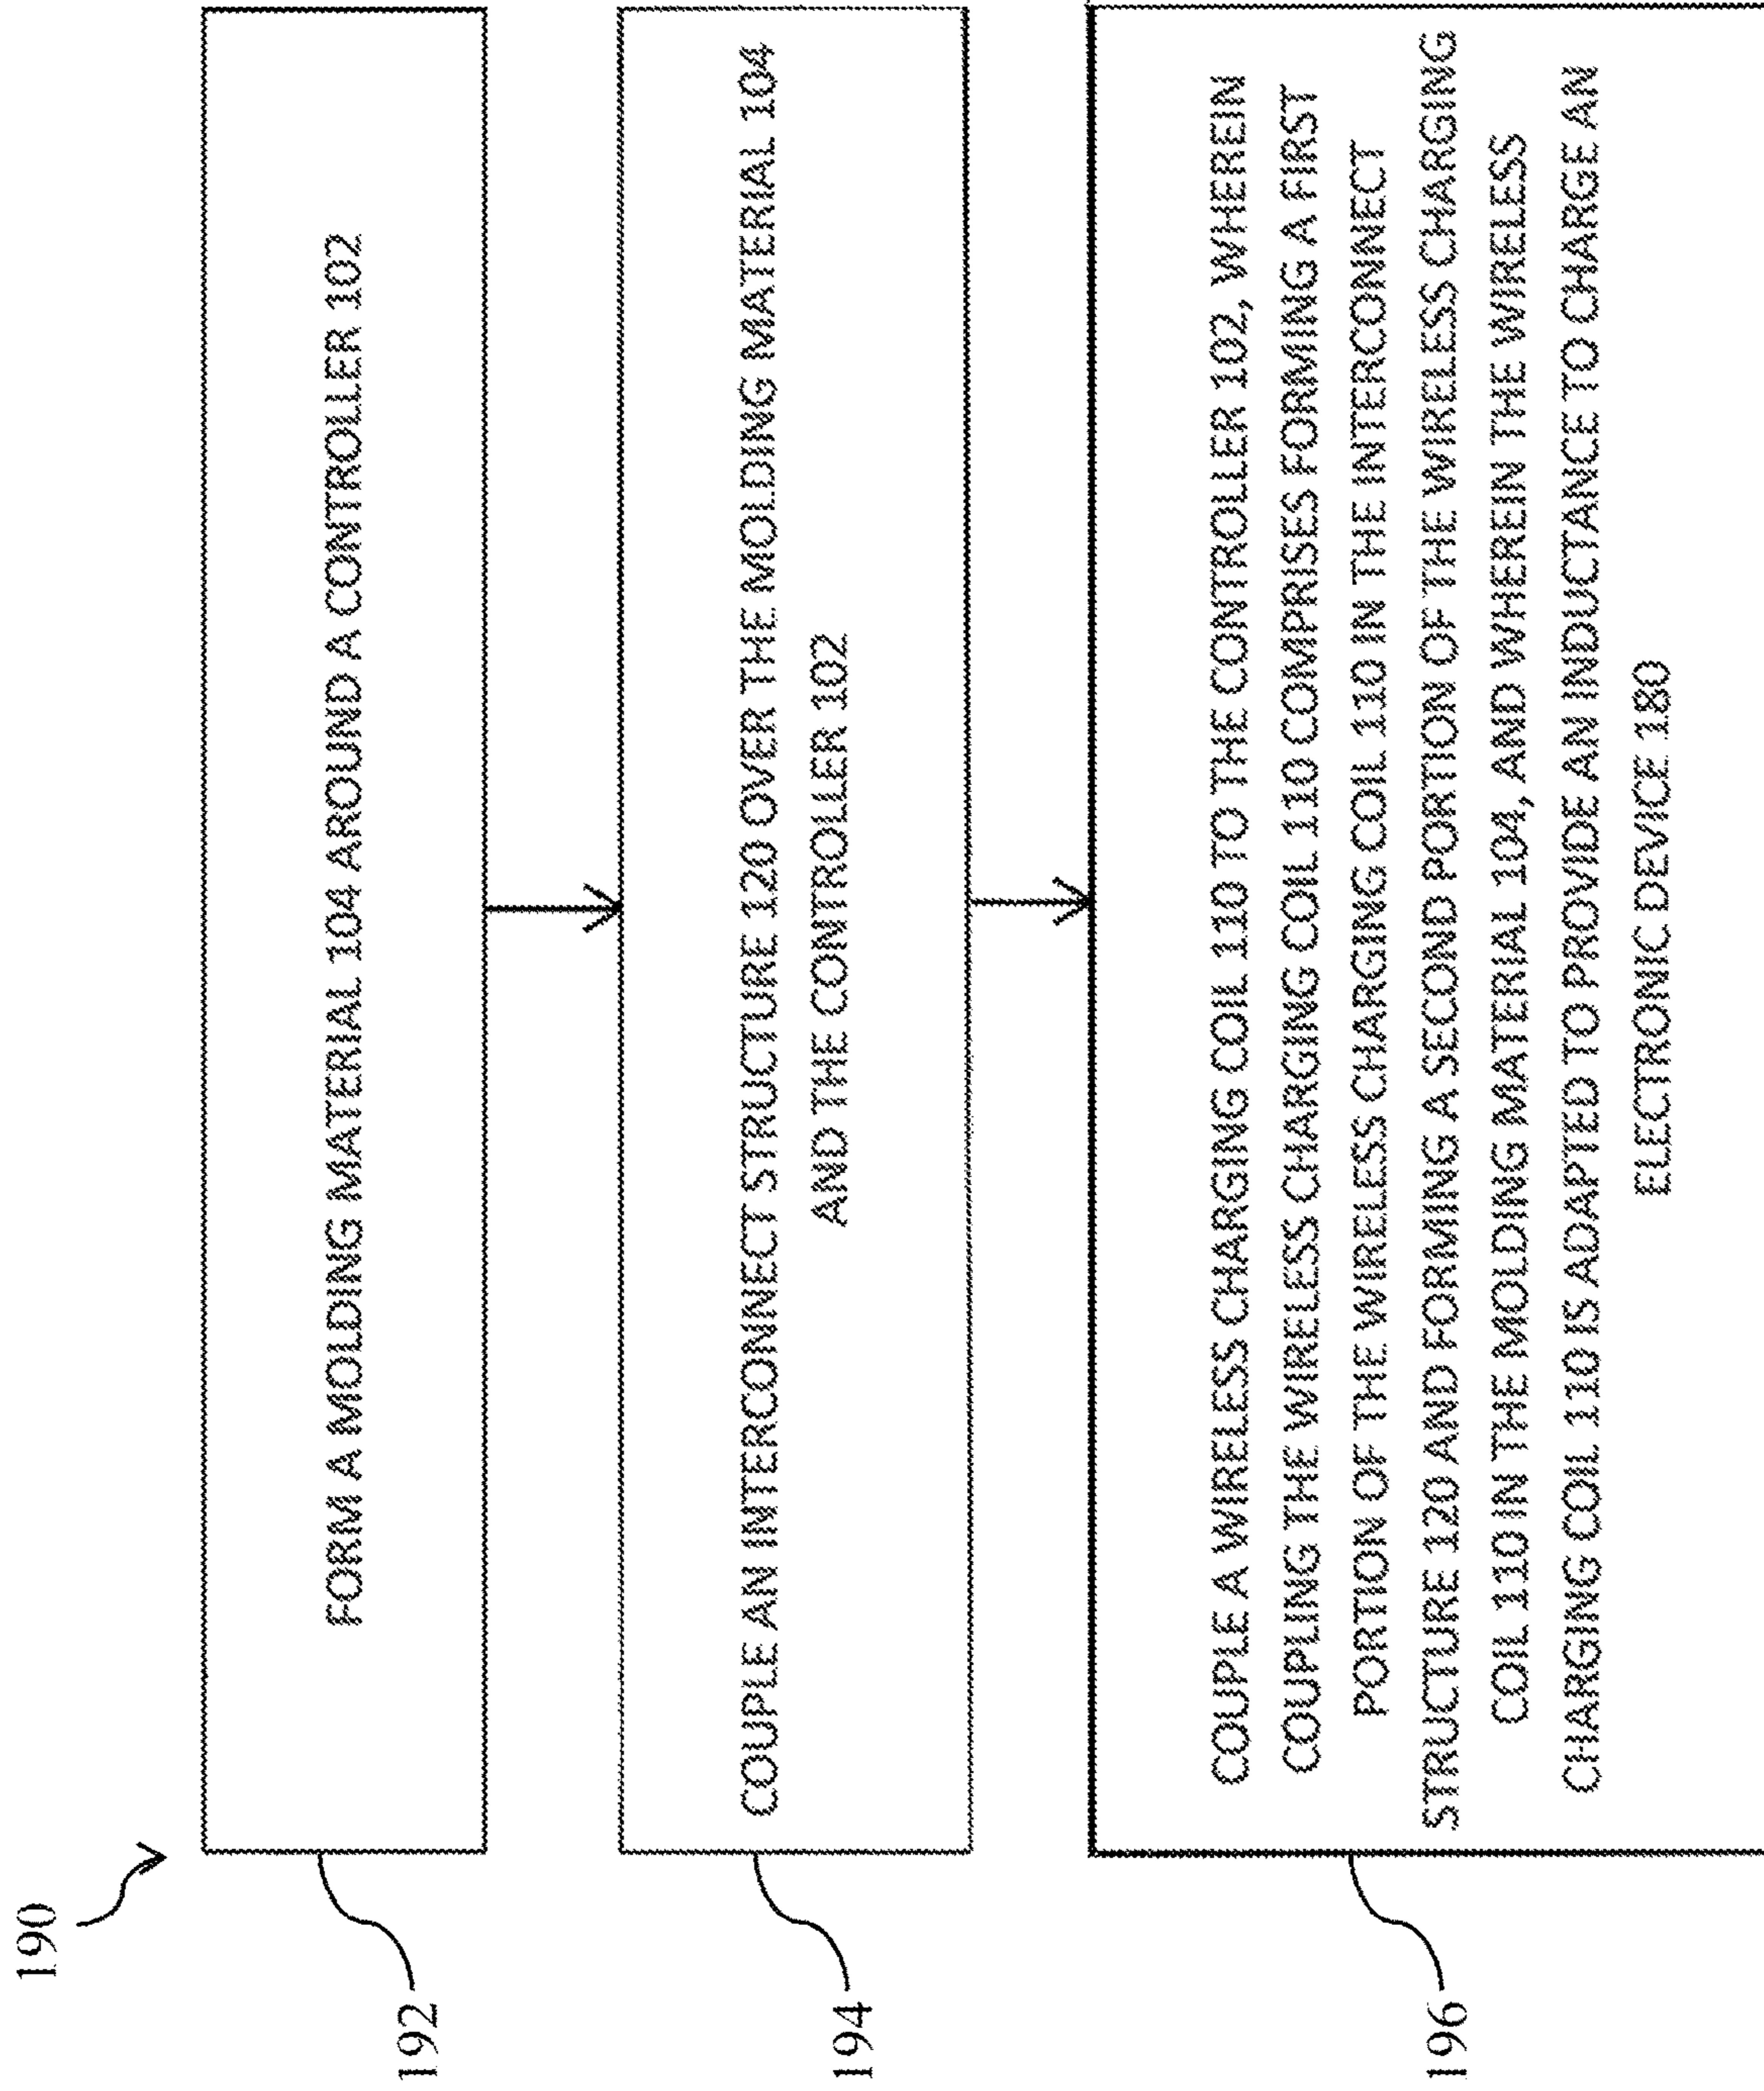 190
192
FORM A MOLDING MATERIAL 104 AROUND A CONTROLLER 102
194
COUPLE AN INTERCONNECT STRUCTURE 120 OVER THE MOLDING MATERIAL 104
AND THE CONTROLLER 102
196
COUPLE A WIRELESS CHARGING COIL 110 TO THE CONTROLLER 102, WHEREIN
COUPLING THE WIRELESS CHARGING COIL 110 COMPRISES FORMING A FIRST
PORTION OF THE WIRELESS CHARGING COIL 110 IN THE INTERCONNECT
STRUCTURE 120 AND FORMING A SECOND PORTION OF THE WIRELESS CHARGING
COIL 110 IN THE MOLDING MATERIAL 104, AND WHEREIN THE WIRELESS
CHARGING COIL 110 IS ADAPTED TO PROVIDE AN INDUCTANCE TO CHARGE AN
ELECTRONIC DEVICE 180